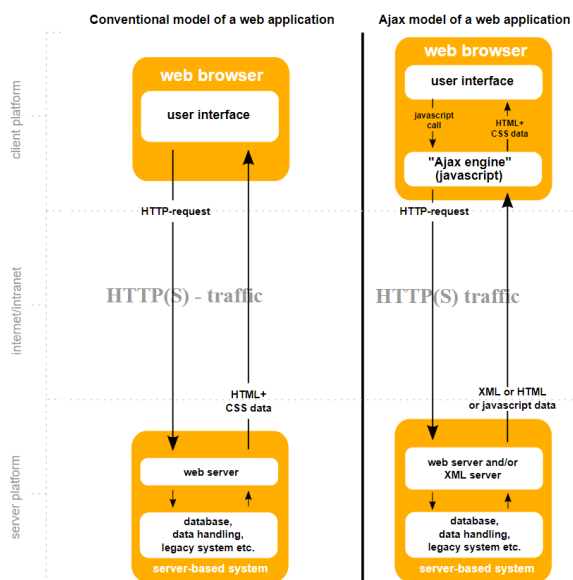 Conventional model of a web application
web browser
user interface
HTTP-request
HTTP(S) - traffic
HTML+
CSS data
web server
database,
data handling,
legacy system etc.
server-based system
Ajax model of a web application
web browser
user interface
javascript
call
HTML+
CSS data
"Ajax engine"
(javascript)
HTTP-request
HTTP(S) traffic
XML or HTML
or javascript data
web server and/or
XML server
database,
data handling,
legacy system etc.
server-based system
client platform
internet/intranet
server platform